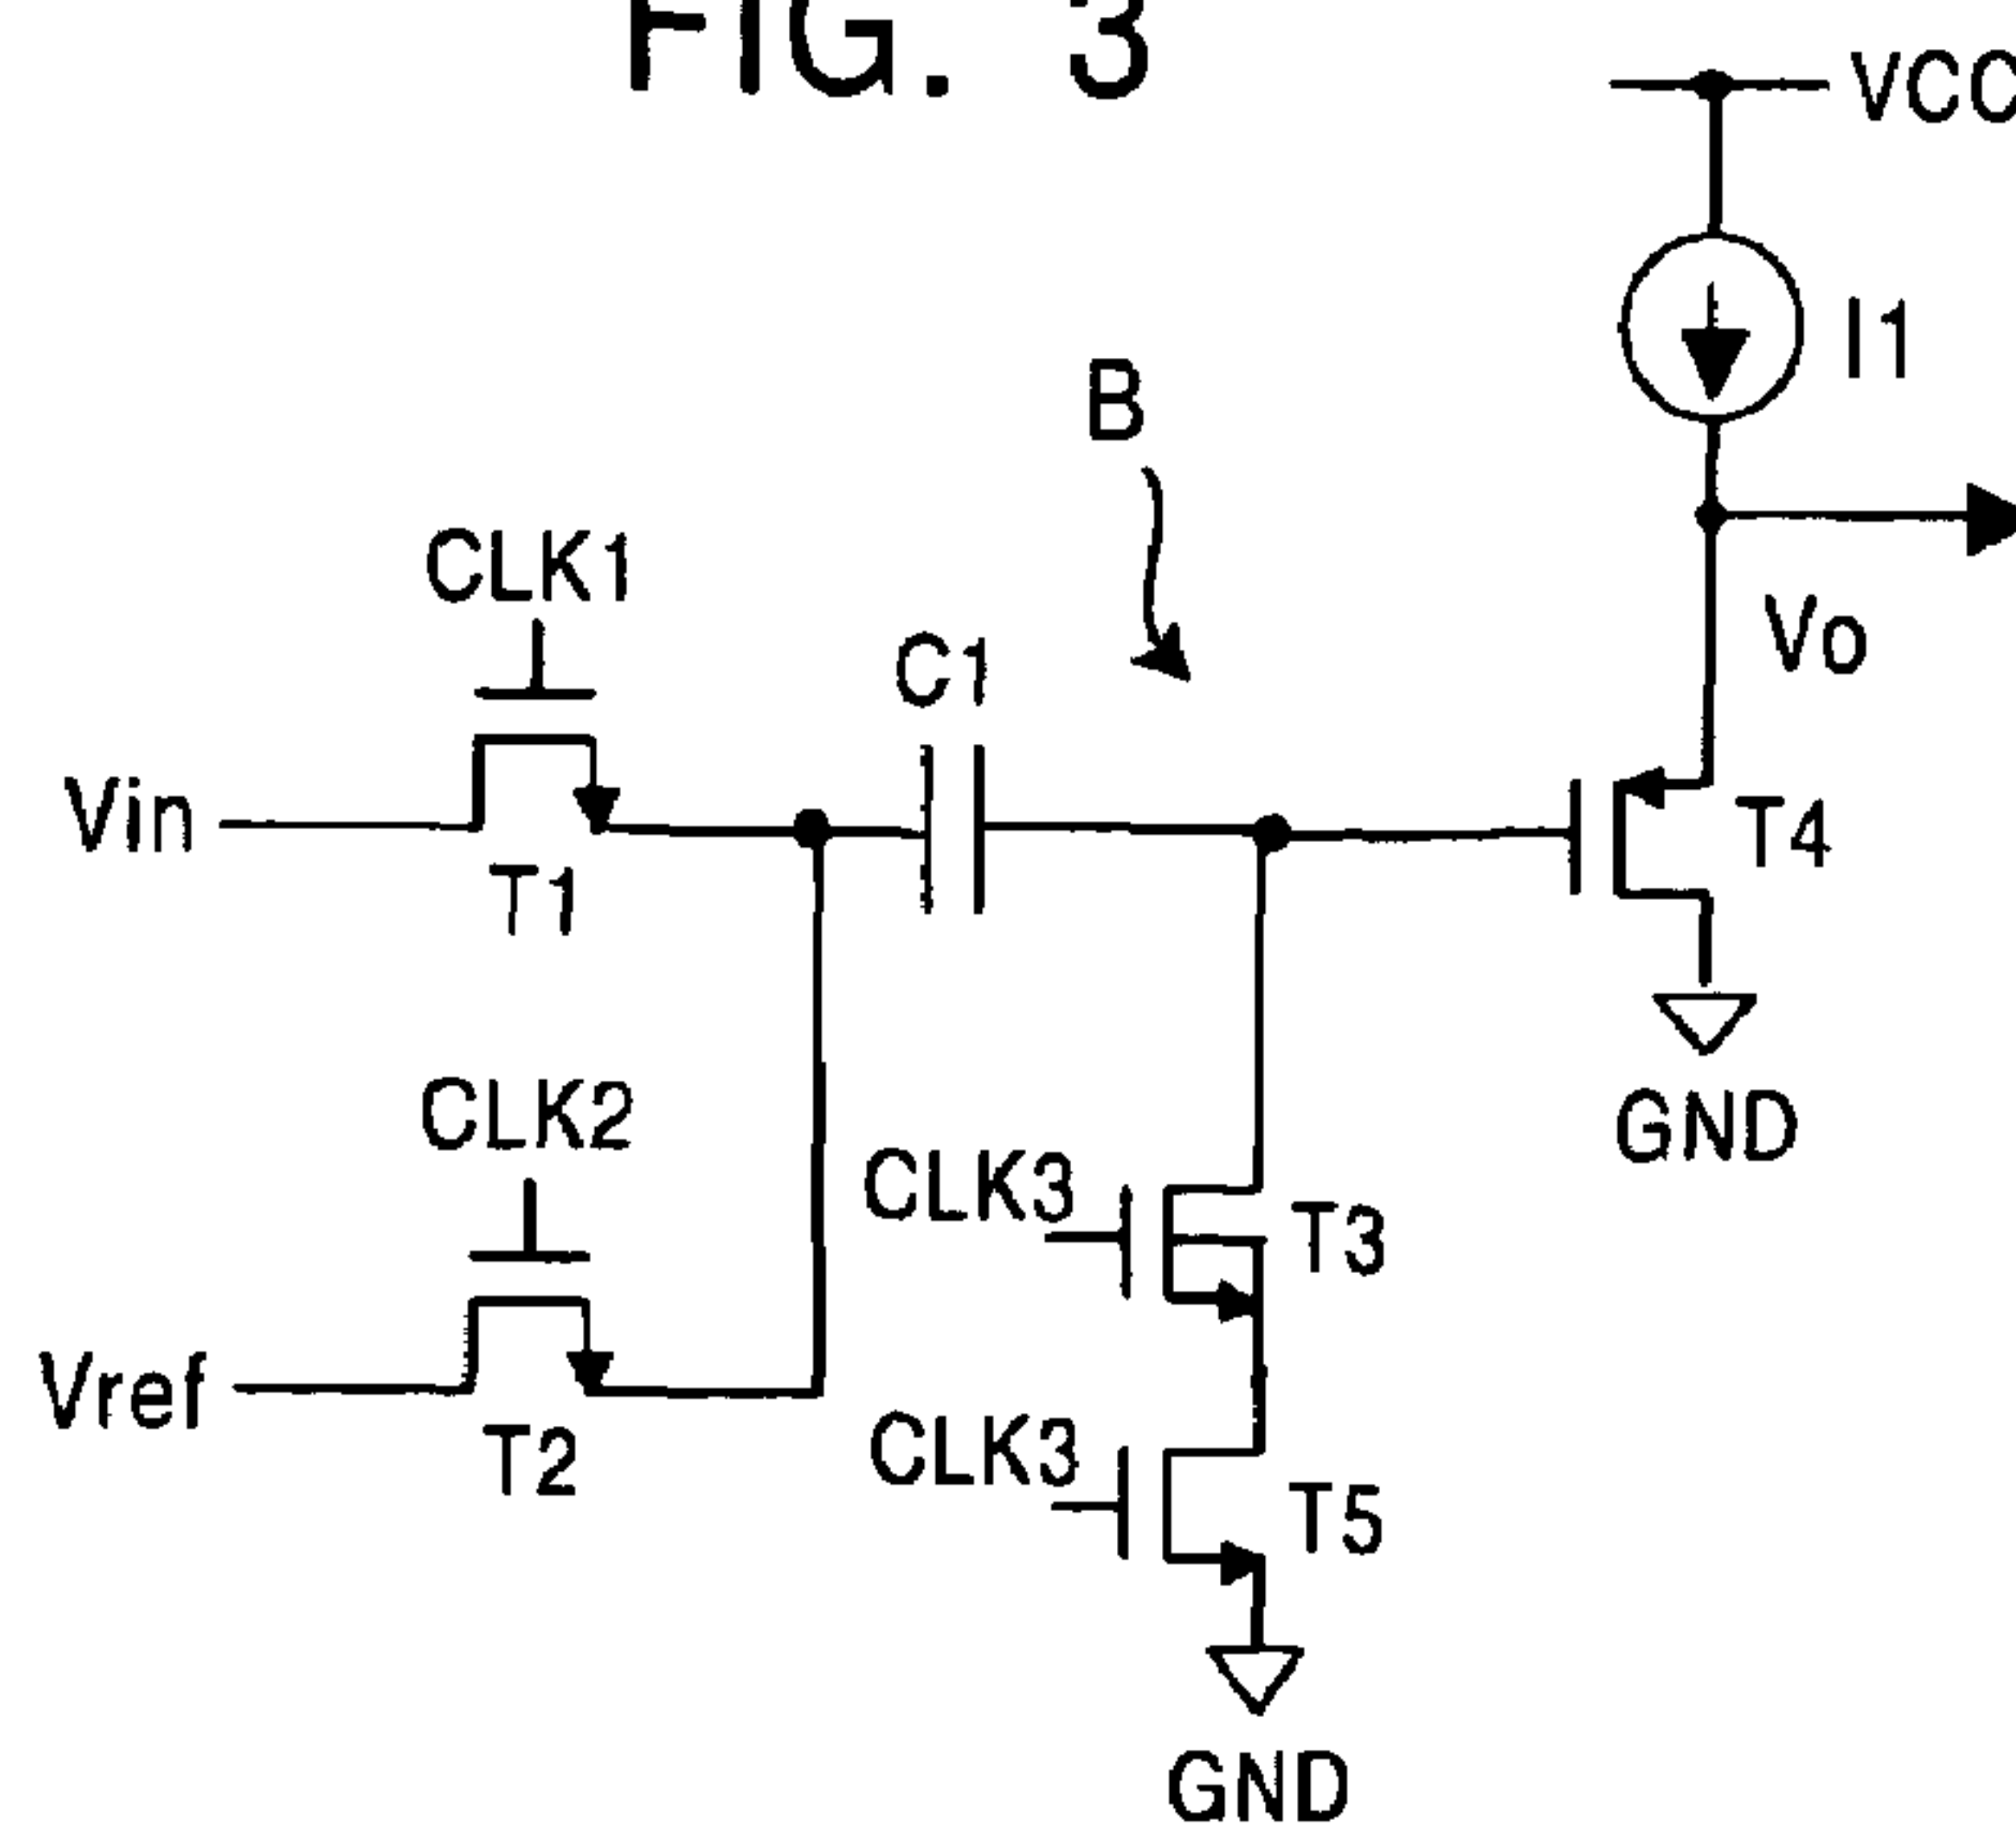 FIG. 3
VCC
I1
B
CLK1
C1
Vo
Vin
T1
T4
CLK2
GND
CLK3
T3
Vref
T2
CLK3
T5
GND